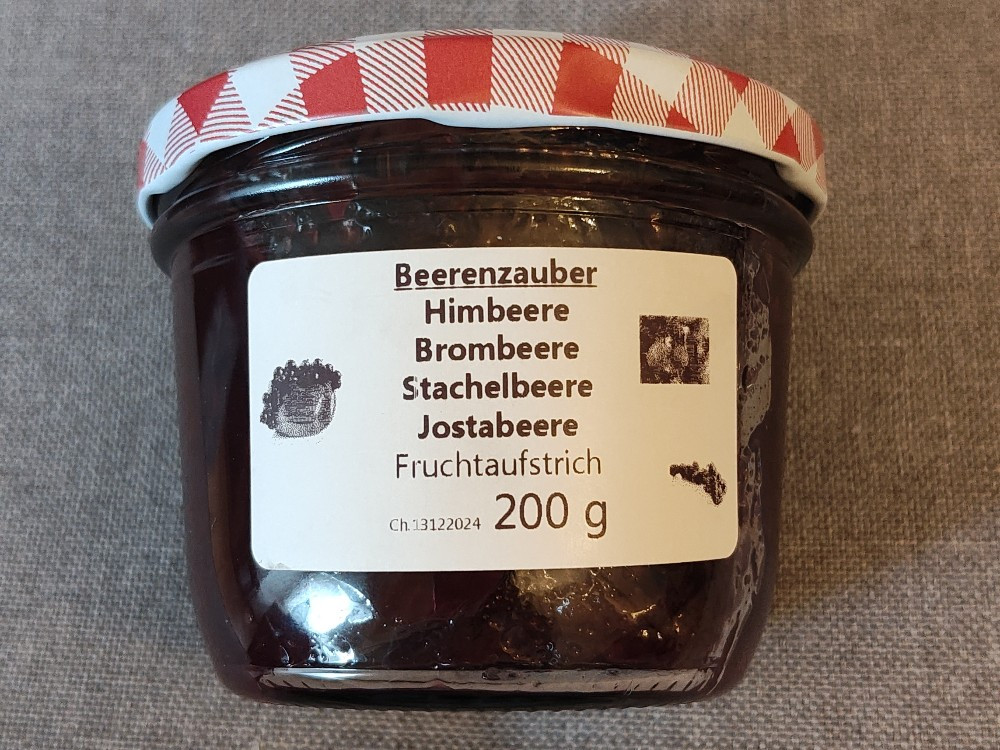 Beerenzauber
Himbeere
Brombeere
Stachelbeere
Jostabeere
Fruchtaufstrich
Ch.13122024 200 g